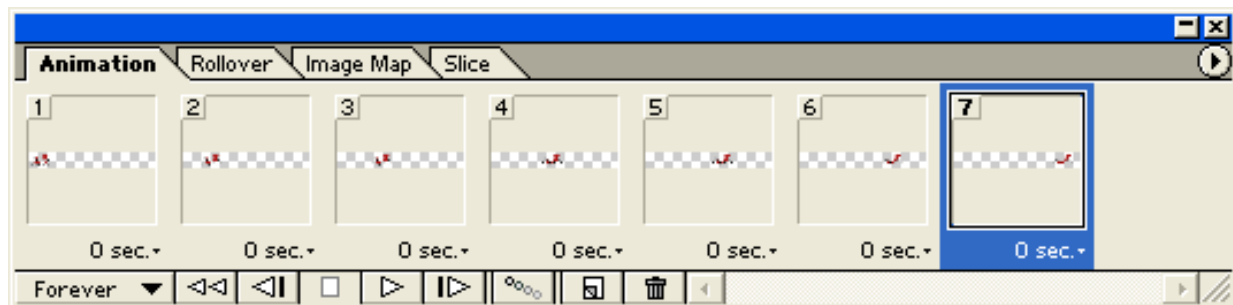 Animation Rollover Image Map Slice
1 2 3 4 5 6 7
0 sec. 0 sec. 0 sec. 0 sec. 0 sec. 0 sec. 0 sec.
Forever